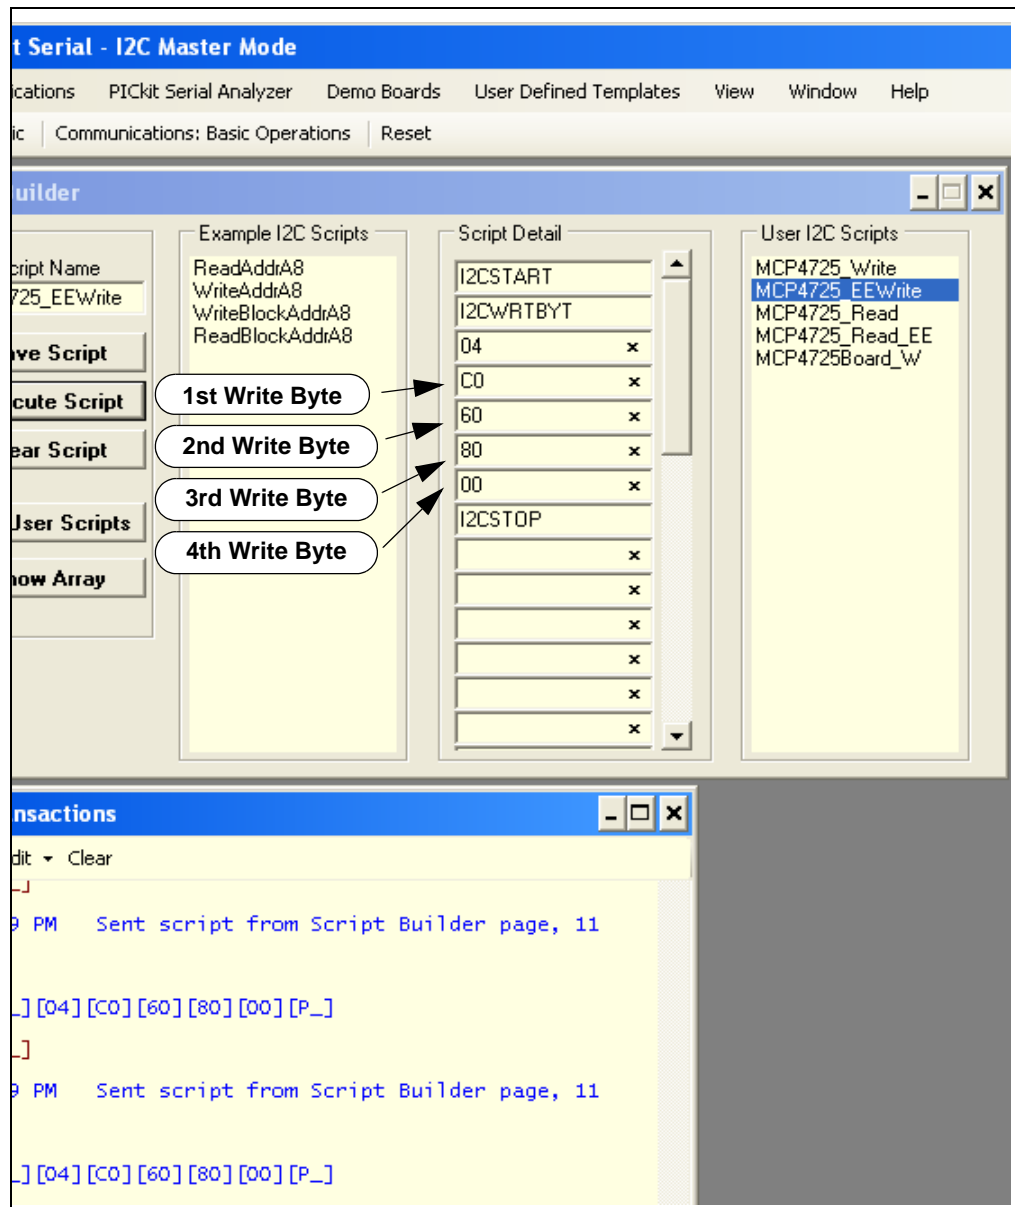 t Serial - I2C Master Mode
ications PICkit Serial Analyzer Demo Boards User Defined Templates View Window Help
ic Communications: Basic Operations Reset
uilder
cript Name
725_EEWrite
ave Script
cute Script
ear Script
User Scripts
how Array
Example I2C Scripts
ReadAddrA8
WriteAddrA8
WriteBlockAddrA8
ReadBlockAddrA8
1st Write Byte
2nd Write Byte
3rd Write Byte
4th Write Byte
Script Detail
I2CSTART
I2CWRTBYT
04
C0
60
80
00
I2CSTOP
User I2C Scripts
MCP4725_Write
MCP4725_EEWrite
MCP4725_Read
MCP4725_Read_EE
MCP4725Board_W
nsactions
dit Clear
_]
9 PM Sent script from Script Builder page, 11
_][04][C0][60][80][00][P_]
_]
9 PM Sent script from Script Builder page, 11
_][04][C0][60][80][00][P_]